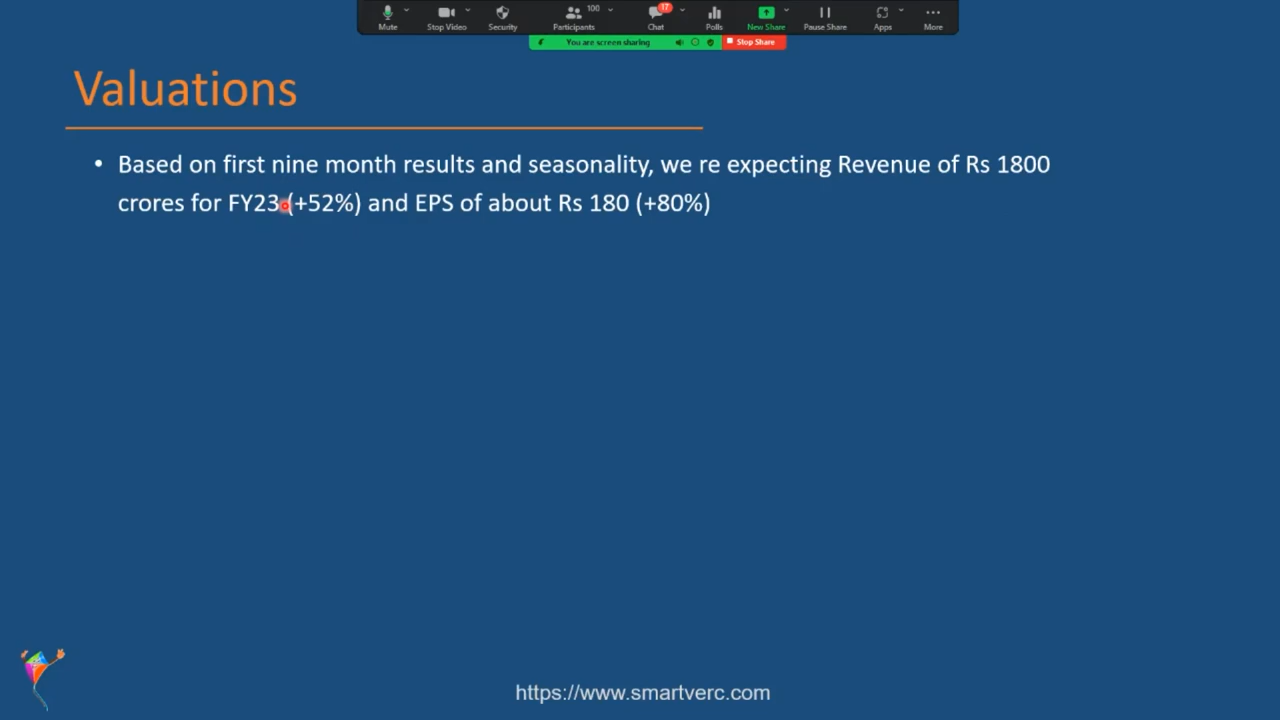 100
17
Mute
Stop Video
Security
Participants
Chat
Polls
New Share
Pause Share
Apps
More
You are screen sharing
Stop Share
Valuations
• Based on first nine month results and seasonality, we re expecting Revenue of Rs 1800
crores for FY23 (+52%) and EPS of about Rs 180 (+80%)
https://www.smartverc.com